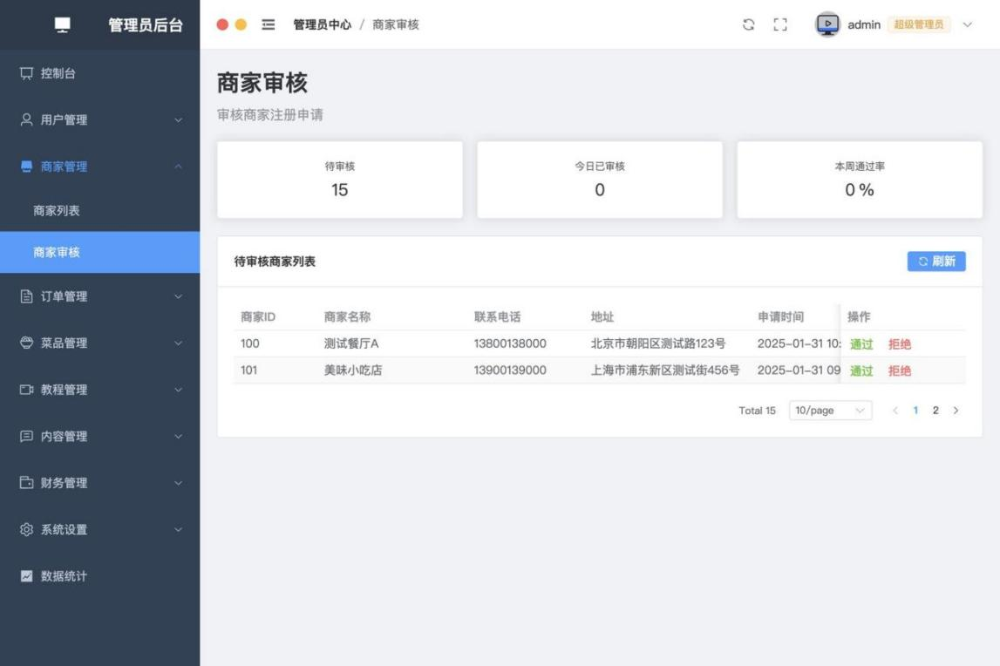 管理员后台
管理员中心 / 商家审核
admin 超级管理员
控制台
用户管理
商家管理
商家列表
商家审核
订单管理
菜品管理
教程管理
内容管理
财务管理
系统设置
数据统计
商家审核
审核商家注册申请
待审核
15
今日已审核
0
本周通过率
0 %
待审核商家列表
刷新
商家ID 商家名称 联系电话 地址 申请时间 操作
100 测试餐厅A 13800138000 北京市朝阳区测试路123号 2025-01-31 10: 通过 拒绝
101 美味小吃店 13900139000 上海市浦东新区测试街456号 2025-01-31 09 通过 拒绝
Total 15 10/page 1 2